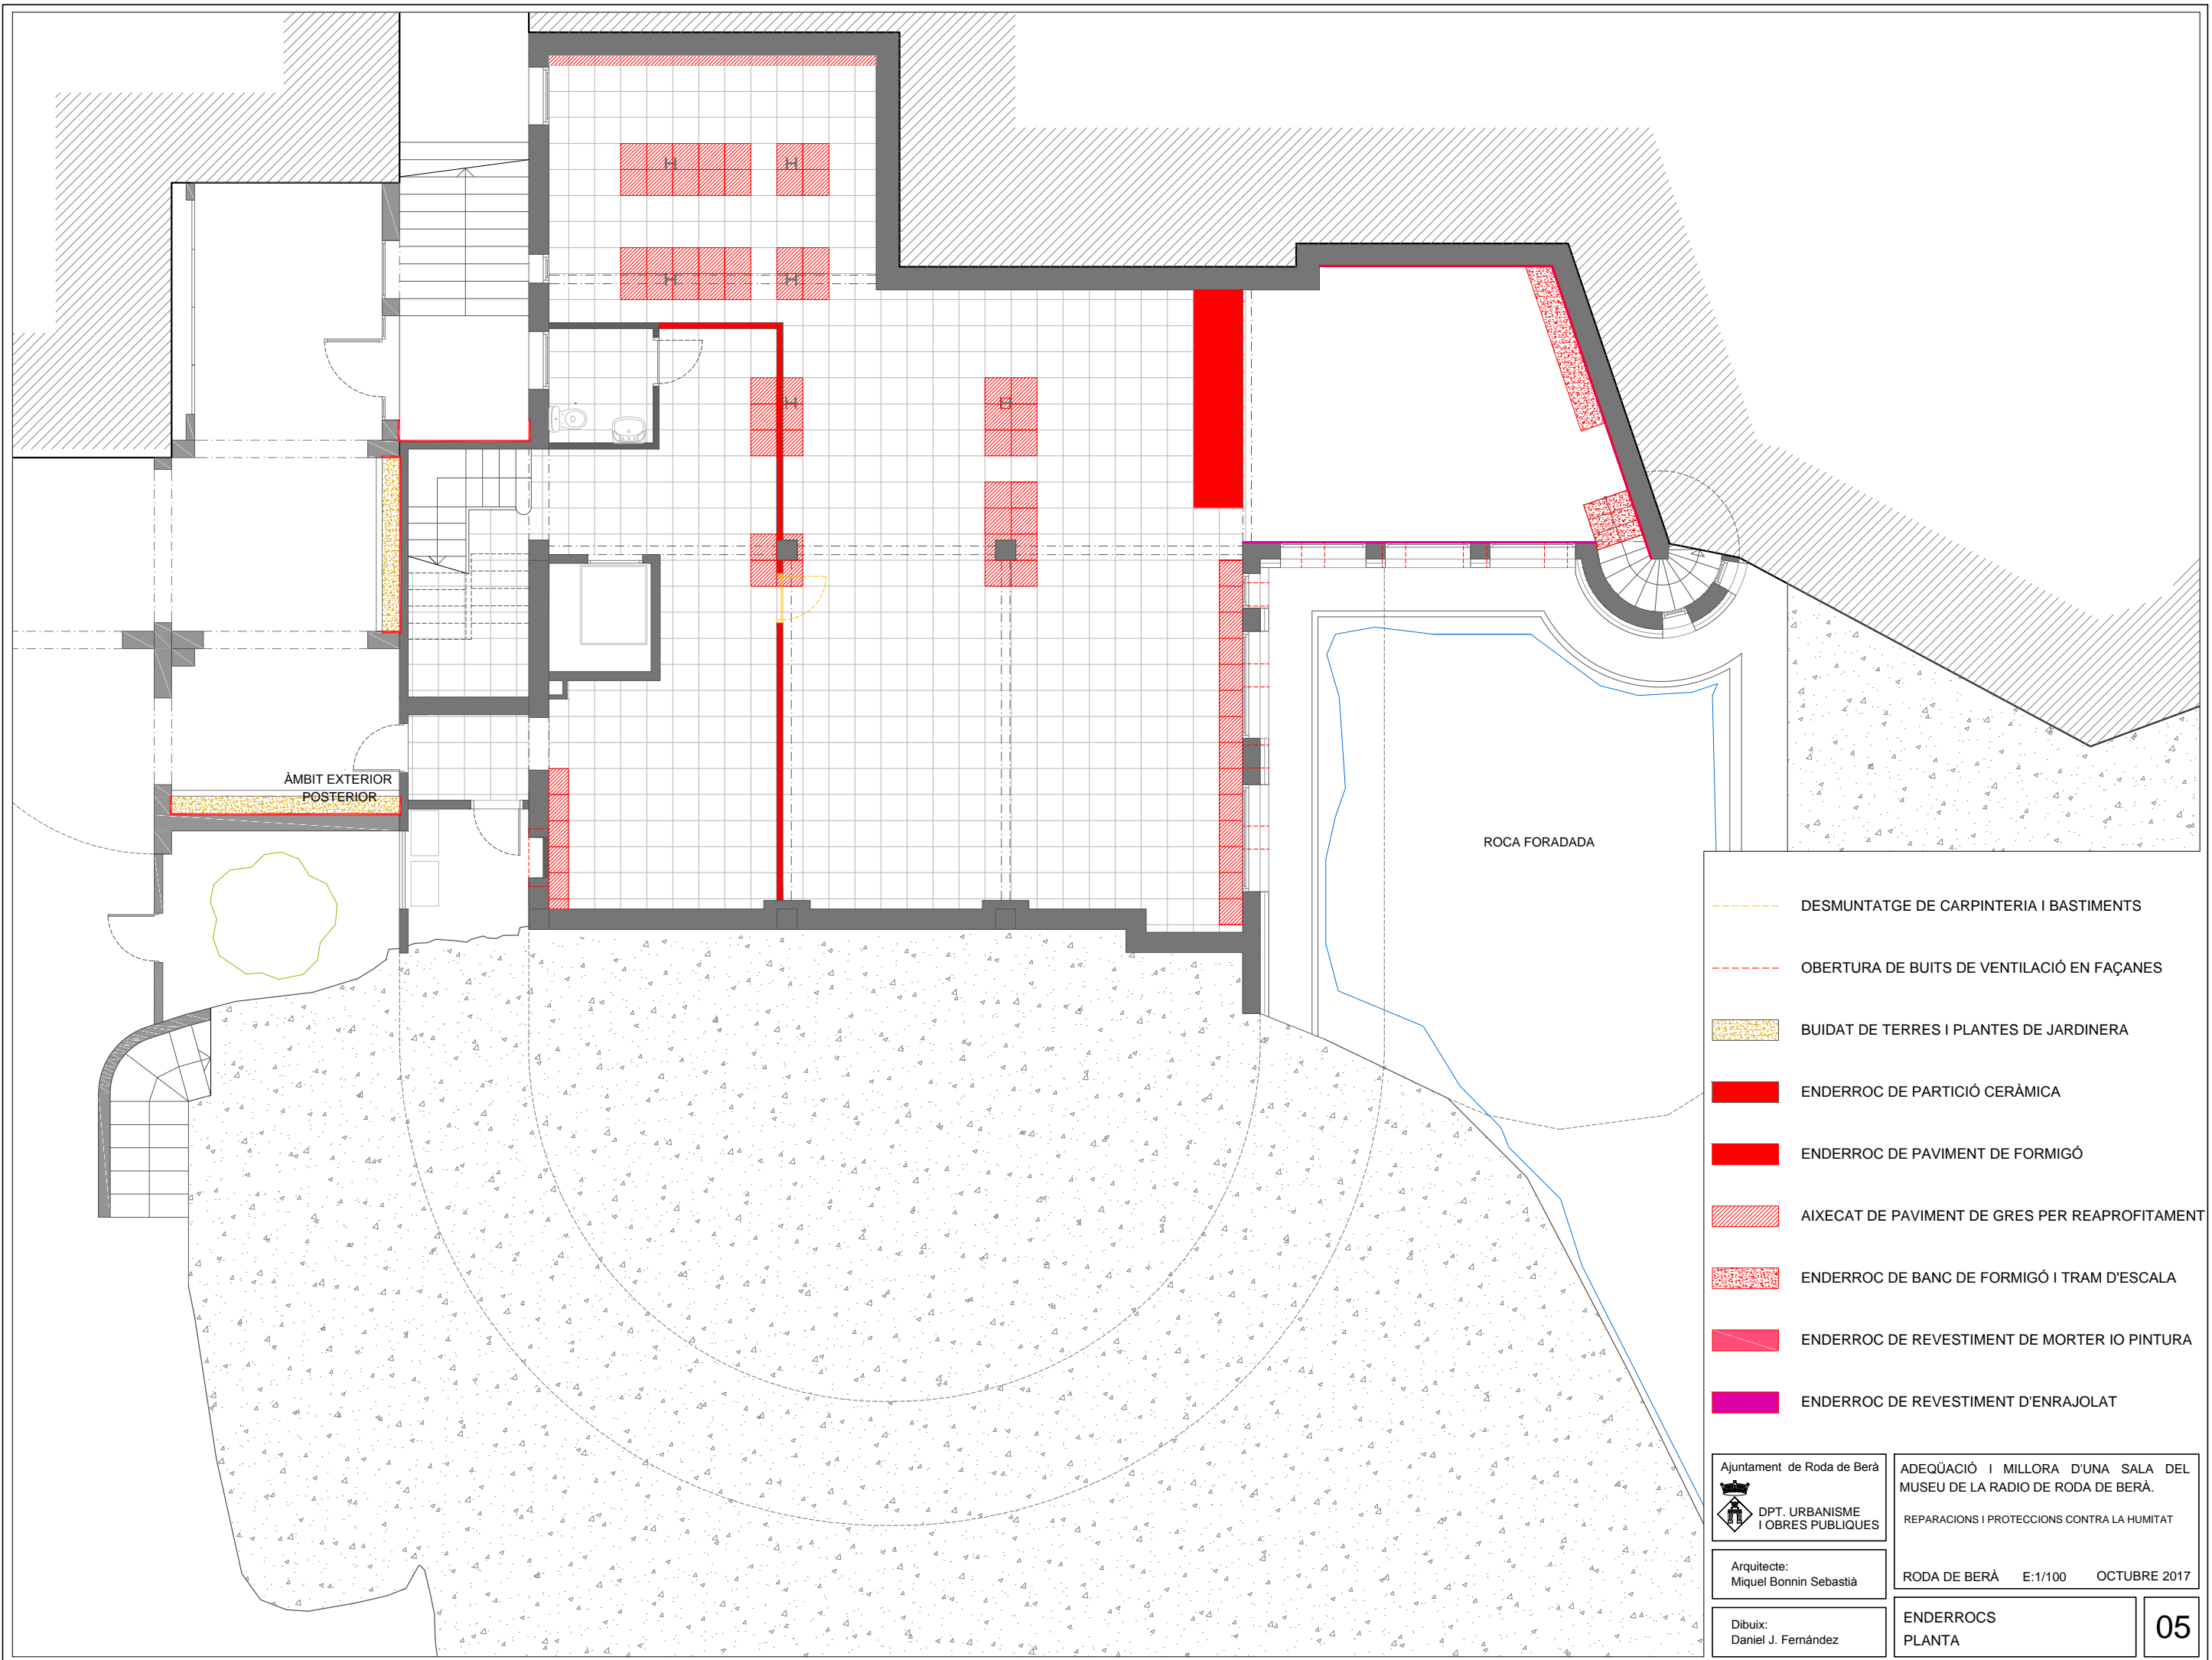 ÀMBIT EXTERIOR
POSTERIOR
ROCA FORADADA
DESMUNTATGE DE CARPINTERIA I BASTIMENTS
OBERTURA DE BUITS DE VENTILACIÓ EN FAÇANES
BUIDAT DE TERRES I PLANTES DE JARDINERA
ENDERROC DE PARTICIÓ CERÀMICA
ENDERROC DE PAVIMENT DE FORMIGÓ
AIXECAT DE PAVIMENT DE GRES PER REAPROFITAMENT
ENDERROC DE BANC DE FORMIGÓ I TRAM D'ESCALA
ENDERROC DE REVESTIMENT DE MORTER IO PINTURA
ENDERROC DE REVESTIMENT D'ENRAJOLAT
Ajuntament de Roda de Berà
DPT. URBANISME
I OBRES PUBLIQUES
Arquitecte:
Miquel Bonnin Sebastià
Dibuix:
Daniel J. Fernández
ADEQÜACIÓ I MILLORA D'UNA SALA DEL
MUSEU DE LA RADIO DE RODA DE BERÀ.
REPARACIONS I PROTECCIONS CONTRA LA HUMITAT
RODA DE BERÀ E:1/100 OCTUBRE 2017
ENDERROCS
PLANTA
05